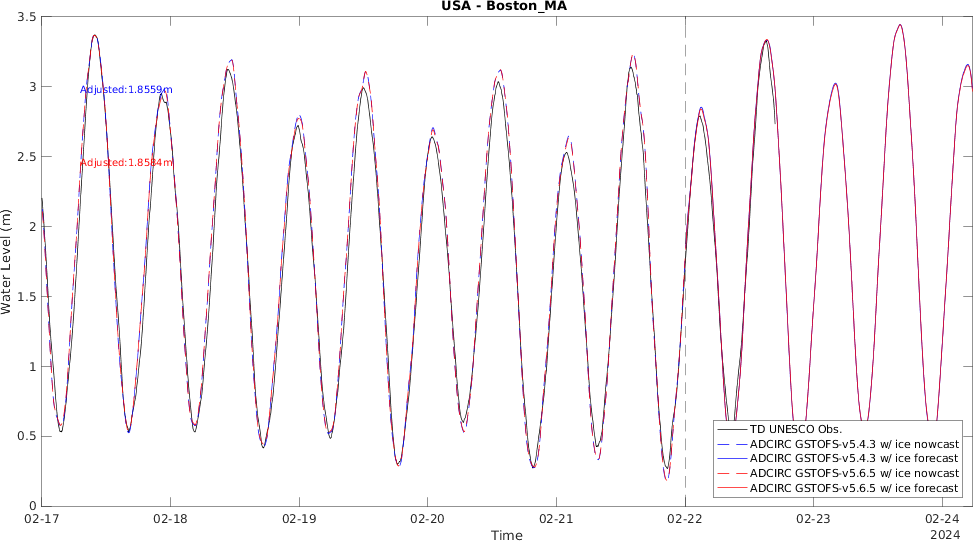 USA - Boston_MA
3.5
3
2.5
2
1.5
1
0.5
0
Water Level (m)
Adjusted:1.8559m
Adjusted:1.8584m
TD UNESCO Obs.
ADCIRC GSTOFS-v5.4.3 w/ ice nowcast
ADCIRC GSTOFS-v5.4.3 w/ ice forecast
ADCIRC GSTOFS-v5.6.5 w/ ice nowcast
ADCIRC GSTOFS-v5.6.5 w/ ice forecast
02-17 02-18 02-19 02-20 02-21 02-22 02-23 02-24
2024
Time